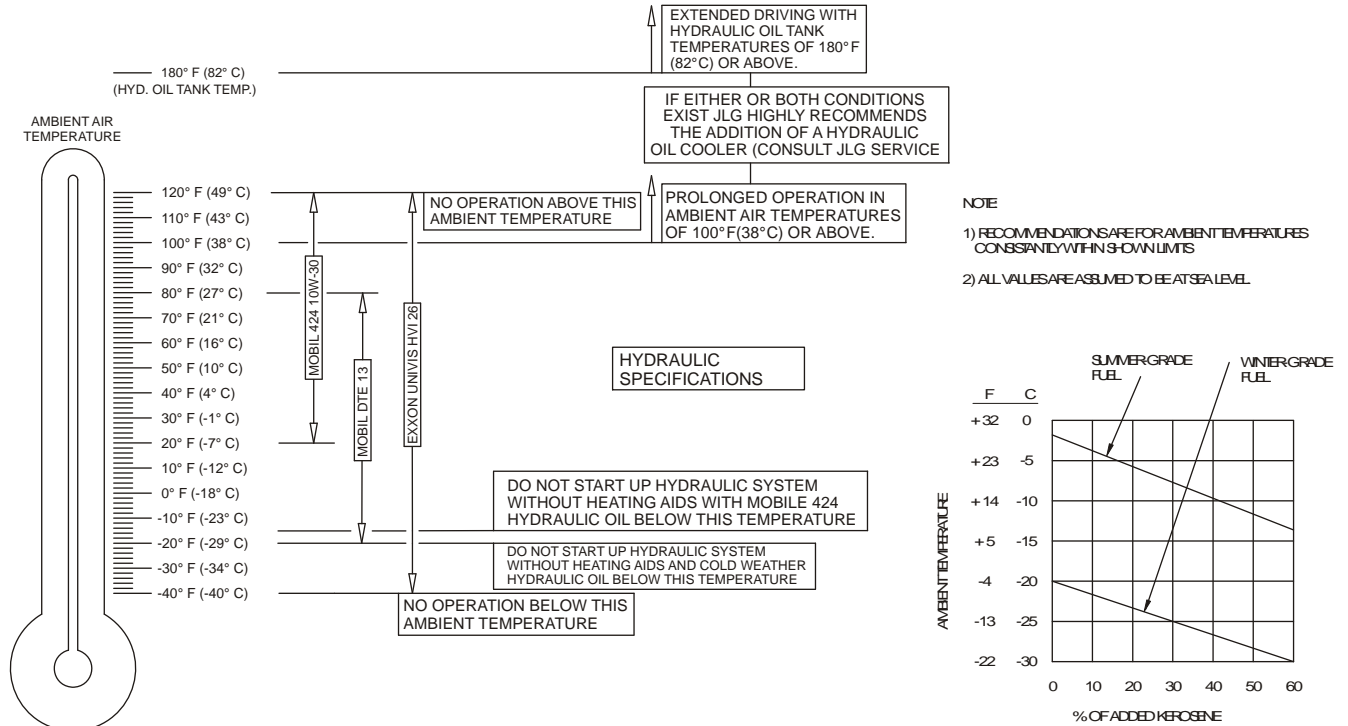 EXTENDED DRIVING WITH
HYDRAULIC OIL TANK
TEMPERATURES OF 180° F
(82°C) OR ABOVE.
180° F (82° C)
(HYD. OIL TANK TEMP.)
IF EITHER OR BOTH CONDITIONS
EXIST JLG HIGHLY RECOMMENDS
THE ADDITION OF A HYDRAULIC
OIL COOLER (CONSULT JLG SERVICE
AMBIENT AIR
TEMPERATURE
120° F (49° C)
110° F (43° C)
100° F (38° C)
90° F (32° C)
80° F (27° C)
70° F (21° C)
60° F (16° C)
50° F (10° C)
40° F (4° C)
30° F (-1° C)
20° F (-7° C)
10° F (-12° C)
0° F (-18° C)
-10° F (-23° C)
-20° F (-29° C)
-30° F (-34° C)
-40° F (-40° C)
MOBIL 424 10W-30
MOBIL DTE 13
EXXON UNIVIS HVI 26
NO OPERATION ABOVE THIS
AMBIENT TEMPERATURE
PROLONGED OPERATION IN
AMBIENT AIR TEMPERATURES
OF 100°F(38°C) OR ABOVE.
HYDRAULIC
SPECIFICATIONS
DO NOT START UP HYDRAULIC SYSTEM
WITHOUT HEATING AIDS WITH MOBILE 424
HYDRAULIC OIL BELOW THIS TEMPERATURE
DO NOT START UP HYDRAULIC SYSTEM
WITHOUT HEATING AIDS AND COLD WEATHER
HYDRAULIC OIL BELOW THIS TEMPERATURE
NO OPERATION BELOW THIS
AMBIENT TEMPERATURE
NOTE
1) RECOMMENDATIONS ARE FOR AMBIENT TEMPERATURES
CONSISTANTLY WITHIN SHOWN LIMITS
2) ALL VALUES ARE ASSUMED TO BE AT SEA LEVEL.
SUMMER-GRADE
FUEL
WINTER-GRADE
FUEL
F C
+32 0
+23 -5
+14 -10
+5 -15
-4 -20
-13 -25
-22 -30
AMBIENT TEMPERATURE
0 10 20 30 40 50 60
% OF ADDED KEROSENE